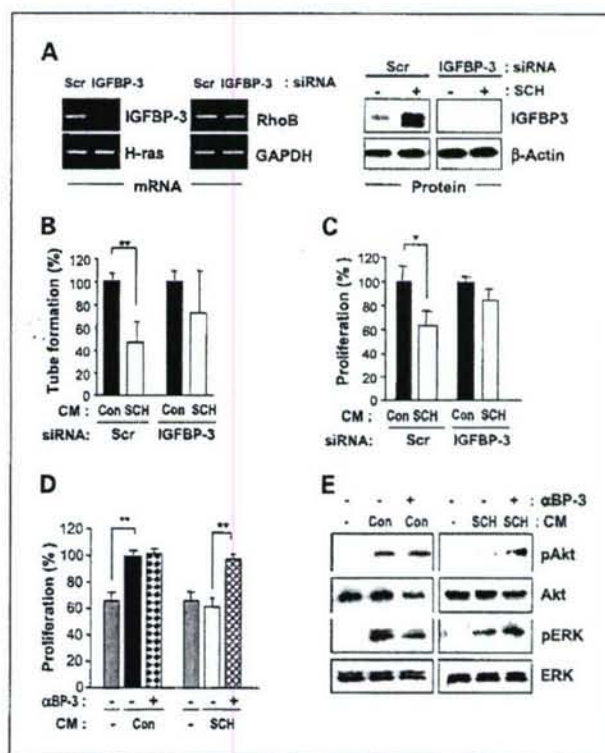 A
Scr IGFBP-3 Scr IGFBP-3 : siRNA
IGFBP-3 RhoB
H-ras GAPDH
mRNA
Scr IGFBP-3 : siRNA
- + - + : SCH
IGFBP3
β-Actin
Protein
B
Tube formation (%)
120
100
80
60
40
20
0
**
CM : Con SCH Con SCH
siRNA: Scr IGFBP-3
C
Proliferation (%)
120
100
80
60
40
20
0
*
CM : Con SCH Con SCH
siRNA: Scr IGFBP-3
D
Proliferation (%)
120
100
80
60
40
20
0
** **
αBP-3 - - + - - +
CM : - Con - SCH
E
- - + - - + : αBP-3
- Con Con - SCH SCH : CM
pAkt
Akt
pERK
ERK